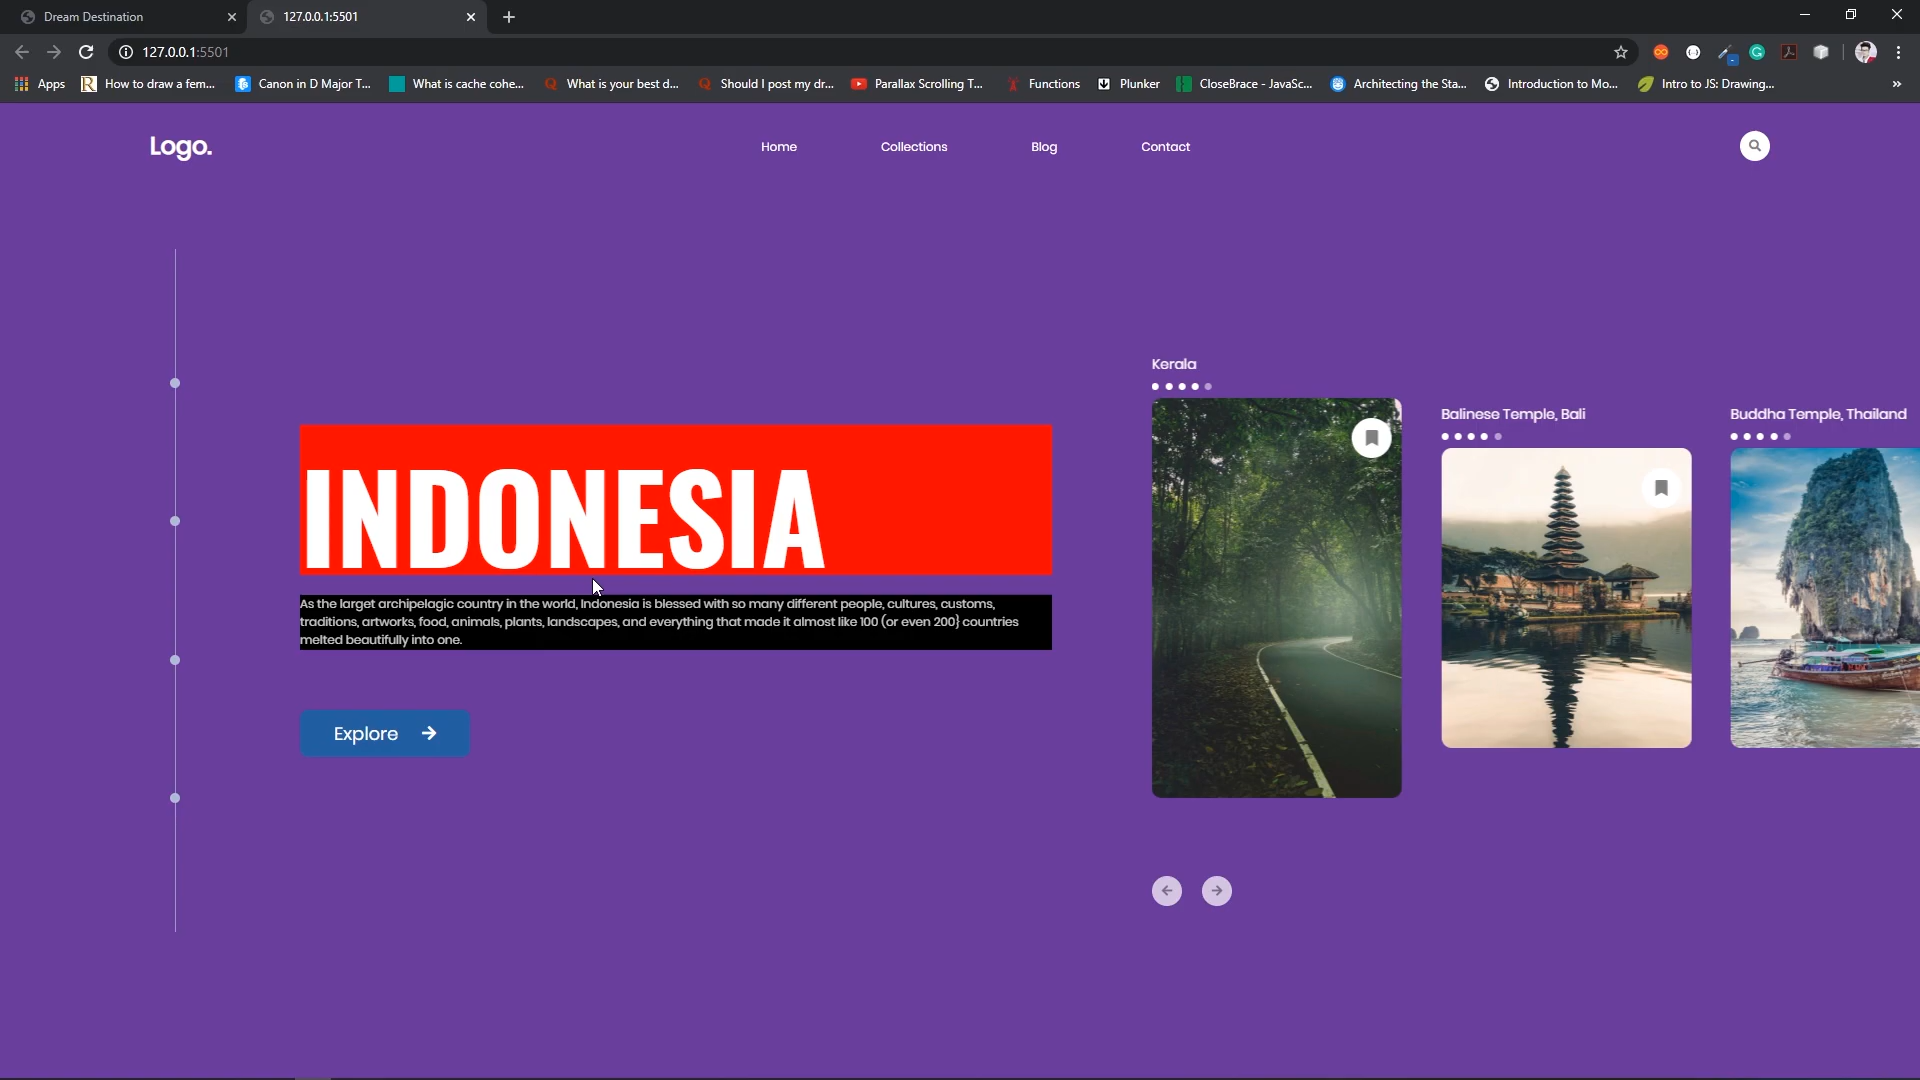 Dream Destination
127.0.0.1:5501
127.0.0.1:5501
Apps
How to draw a fem...
Canon in D Major T...
What is cache cohe...
What is your best d...
Should I post my dr...
Parallax Scrolling T...
Functions
Plunker
CloseBrace - JavaSc...
Architecting the Sta...
Introduction to Mo...
Intro to JS: Drawing...
Logo.
Home
Collections
Blog
Contact
INDONESIA
As the larget archipelagic country in the world, Indonesia is blessed with so many different people, cultures, customs,
traditions, artworks, food, animals, plants, landscapes, and everything that made it almost like 100 (or even 200} countries
melted beautifully into one.
Explore
Kerala
Balinese Temple, Bali
Buddha Temple, Thailand